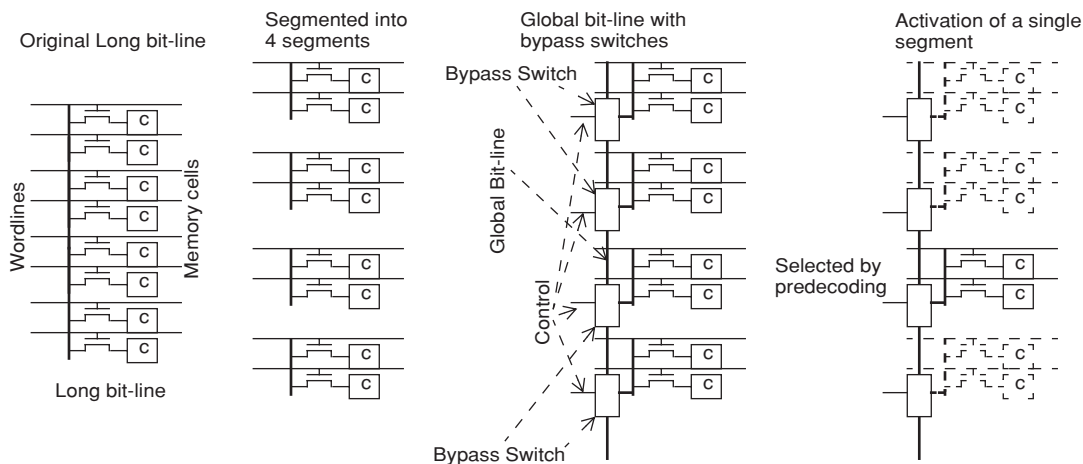 Original Long bit-line
Wordlines
Memory cells
C
C
C
C
C
C
C
C
Long bit-line
Segmented into
4 segments
C
C
C
C
C
C
C
C
Global bit-line with
bypass switches
Bypass Switch
Global Bit-line
Control
C
C
C
C
C
C
C
C
Bypass Switch
Activation of a single
segment
C
C
C
C
Selected by
predecoding
C
C
C
C